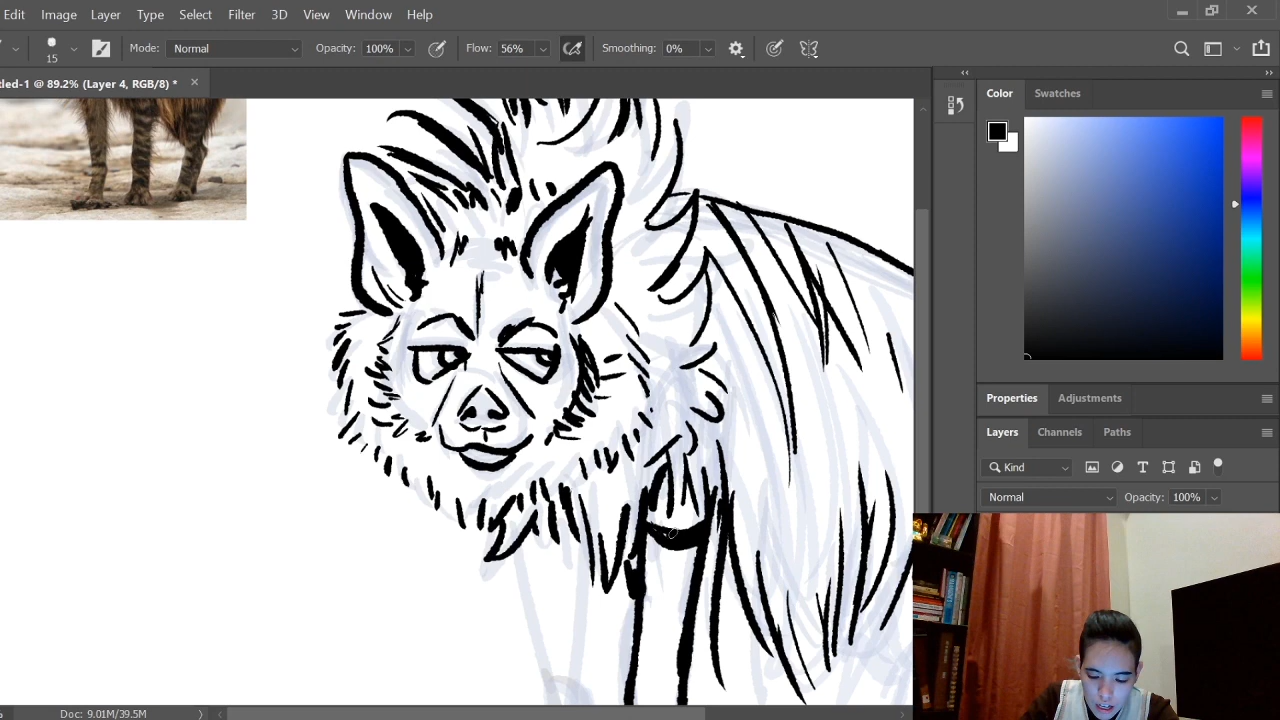 Edit Image Layer Type Select Filter 3D View Window Help
15 Mode: Normal Opacity: 100% Flow: 56% Smoothing: 0%
led-1 @ 89.2% (Layer 4, RGB/8) *
Color Swatches
Properties Adjustments
Layers Channels Paths
Kind
Normal Opacity: 100%
Doc: 9.01M/39.5M